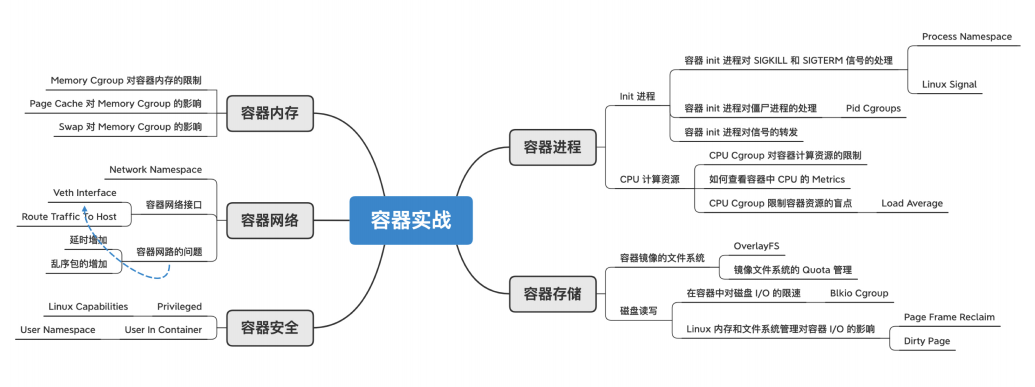 容器实战
容器内存
Memory Cgroup 对容器内存的限制
Page Cache 对 Memory Cgroup 的影响
Swap 对 Memory Cgroup 的影响
容器网络
Network Namespace
容器网络接口
Veth Interface
Route Traffic To Host
容器网路的问题
延时增加
乱序包的增加
容器安全
Privileged
Linux Capabilities
User In Container
User Namespace
容器进程
Init 进程
容器 init 进程对 SIGKILL 和 SIGTERM 信号的处理
Process Namespace
Linux Signal
容器 init 进程对僵尸进程的处理
Pid Cgroups
容器 init 进程对信号的转发
CPU 计算资源
CPU Cgroup 对容器计算资源的限制
如何查看容器中 CPU 的 Metrics
CPU Cgroup 限制容器资源的盲点
Load Average
容器存储
容器镜像的文件系统
OverlayFS
镜像文件系统的 Quota 管理
磁盘读写
在容器中对磁盘 I/O 的限速
Blkio Cgroup
Linux 内存和文件系统管理对容器 I/O 的影响
Page Frame Reclaim
Dirty Page